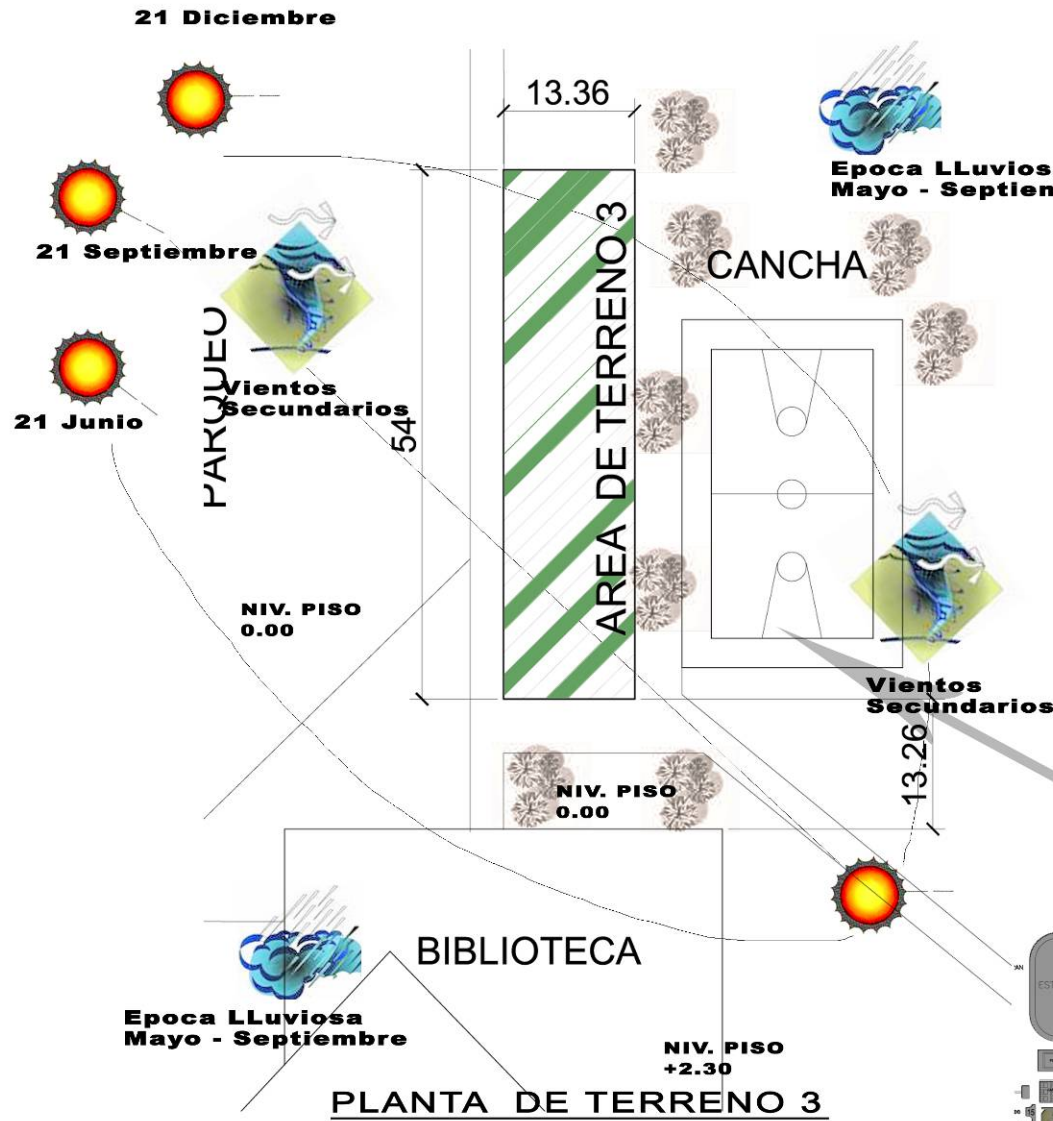 21 Diciembre
13.36
Epoca LLuvios
Mayo - Septien
21 Septiembre
CANCHA
AREA DE TERRENO 3
PARQUEO
Vientos
Secundarios
21 Junio
54
NIV. PISO
0.00
Vientos
Secundarios
13.26
NIV. PISO
0.00
BIBLIOTECA
EST
Epoca LLuviosa
Mayo - Septiembre
NIV. PISO
+2.30
PLANTA DE TERRENO 3
15